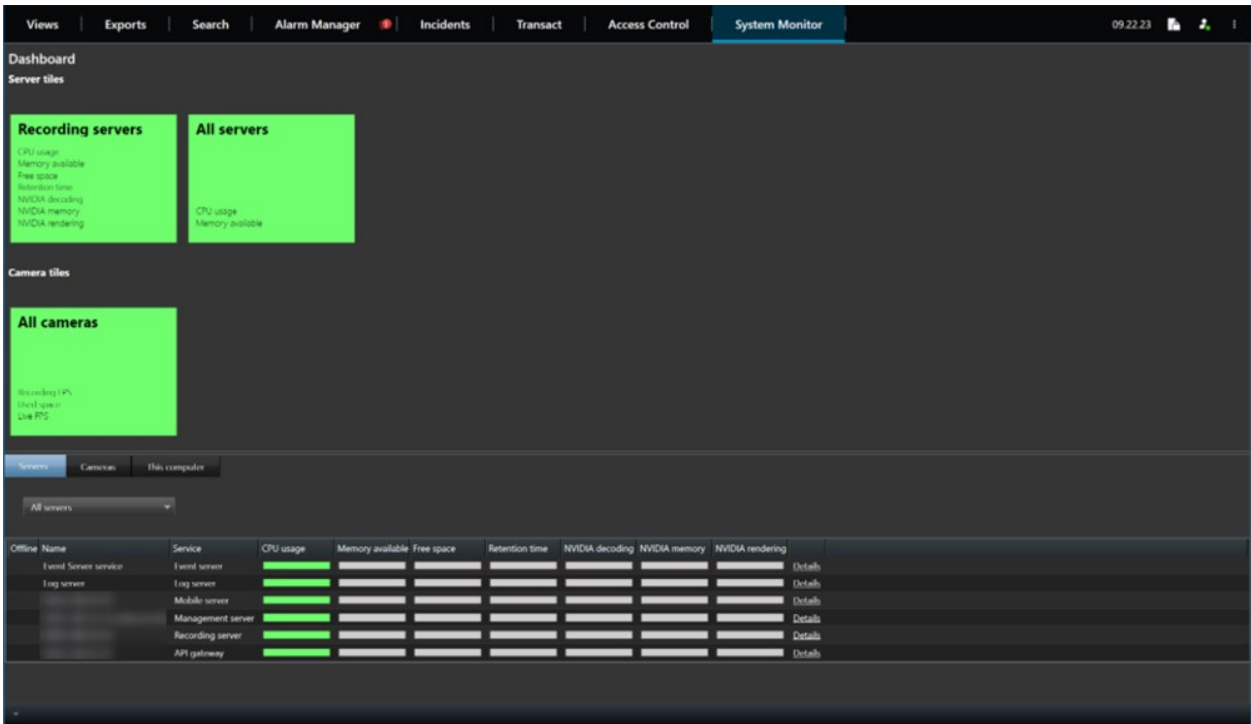 Views Exports Search Alarm Manager Incidents Transact Access Control System Monitor 09.22.23
Dashboard
Server tiles
Recording servers
CPU usage
Memory available
Free space
Retention time
NVIDIA decoding
NVIDIA memory
NVIDIA rendering
All servers
CPU usage
Memory available
Camera tiles
All cameras
Recording FPS
Used space
Live FPS
Servers Cameras This computer
All servers
Offline Name Service CPU usage Memory available Free space Retention time NVIDIA decoding NVIDIA memory NVIDIA rendering
Event Server service Event server Details
Log server Log server Details
Mobile server Details
Management server Details
Recording server Details
API gateway Details